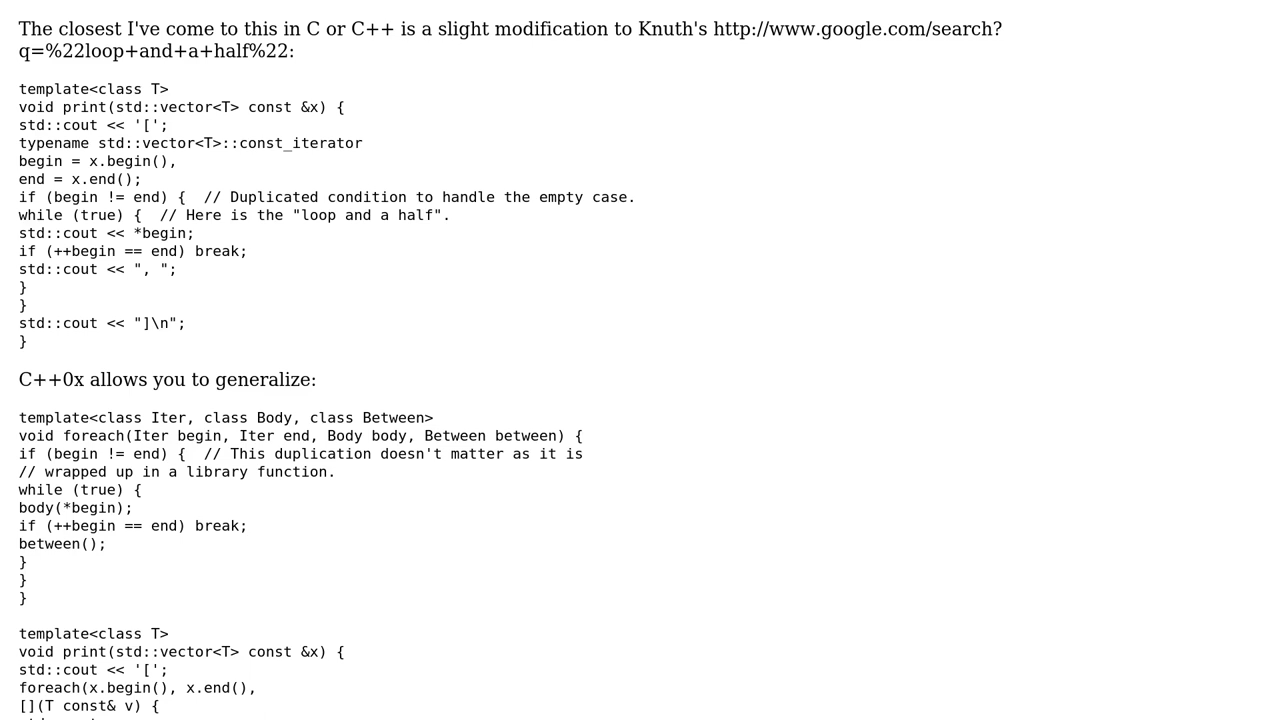 The closest I've come to this in C or C++ is a slight modification to Knuth's http://www.google.com/search?
q=%22loop+and+a+half%22:
template<class T>
void print(std::vector<T> const &x) {
std::cout << '[';
typename std::vector<T>::const_iterator
begin = x.begin(),
end = x.end();
if (begin != end) {  // Duplicated condition to handle the empty case.
while (true) {  // Here is the "loop and a half".
std::cout << *begin;
if (++begin == end) break;
std::cout << ", ";
}
}
std::cout << "]\n";
}
C++0x allows you to generalize:
template<class Iter, class Body, class Between>
void foreach(Iter begin, Iter end, Body body, Between between) {
if (begin != end) {  // This duplication doesn't matter as it is
// wrapped up in a library function.
while (true) {
body(*begin);
if (++begin == end) break;
between();
}
}
}
template<class T>
void print(std::vector<T> const &x) {
std::cout << '[';
foreach(x.begin(), x.end(),
[](T const& v) {